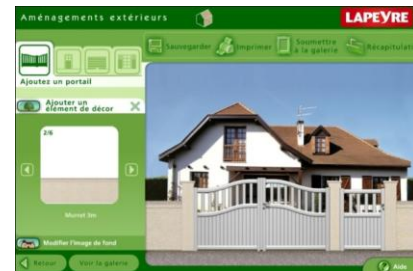 Aménagements extérieurs
LAPEYRE
Sauvegarder
Imprimer
Soumettre
à la galerie
Récapitulati
Ajoutez un portail
Ajouter un
élément de décor
2/6
Muret 3m
Modifier l'image de fond
Retour
Voir la galerie
Aide